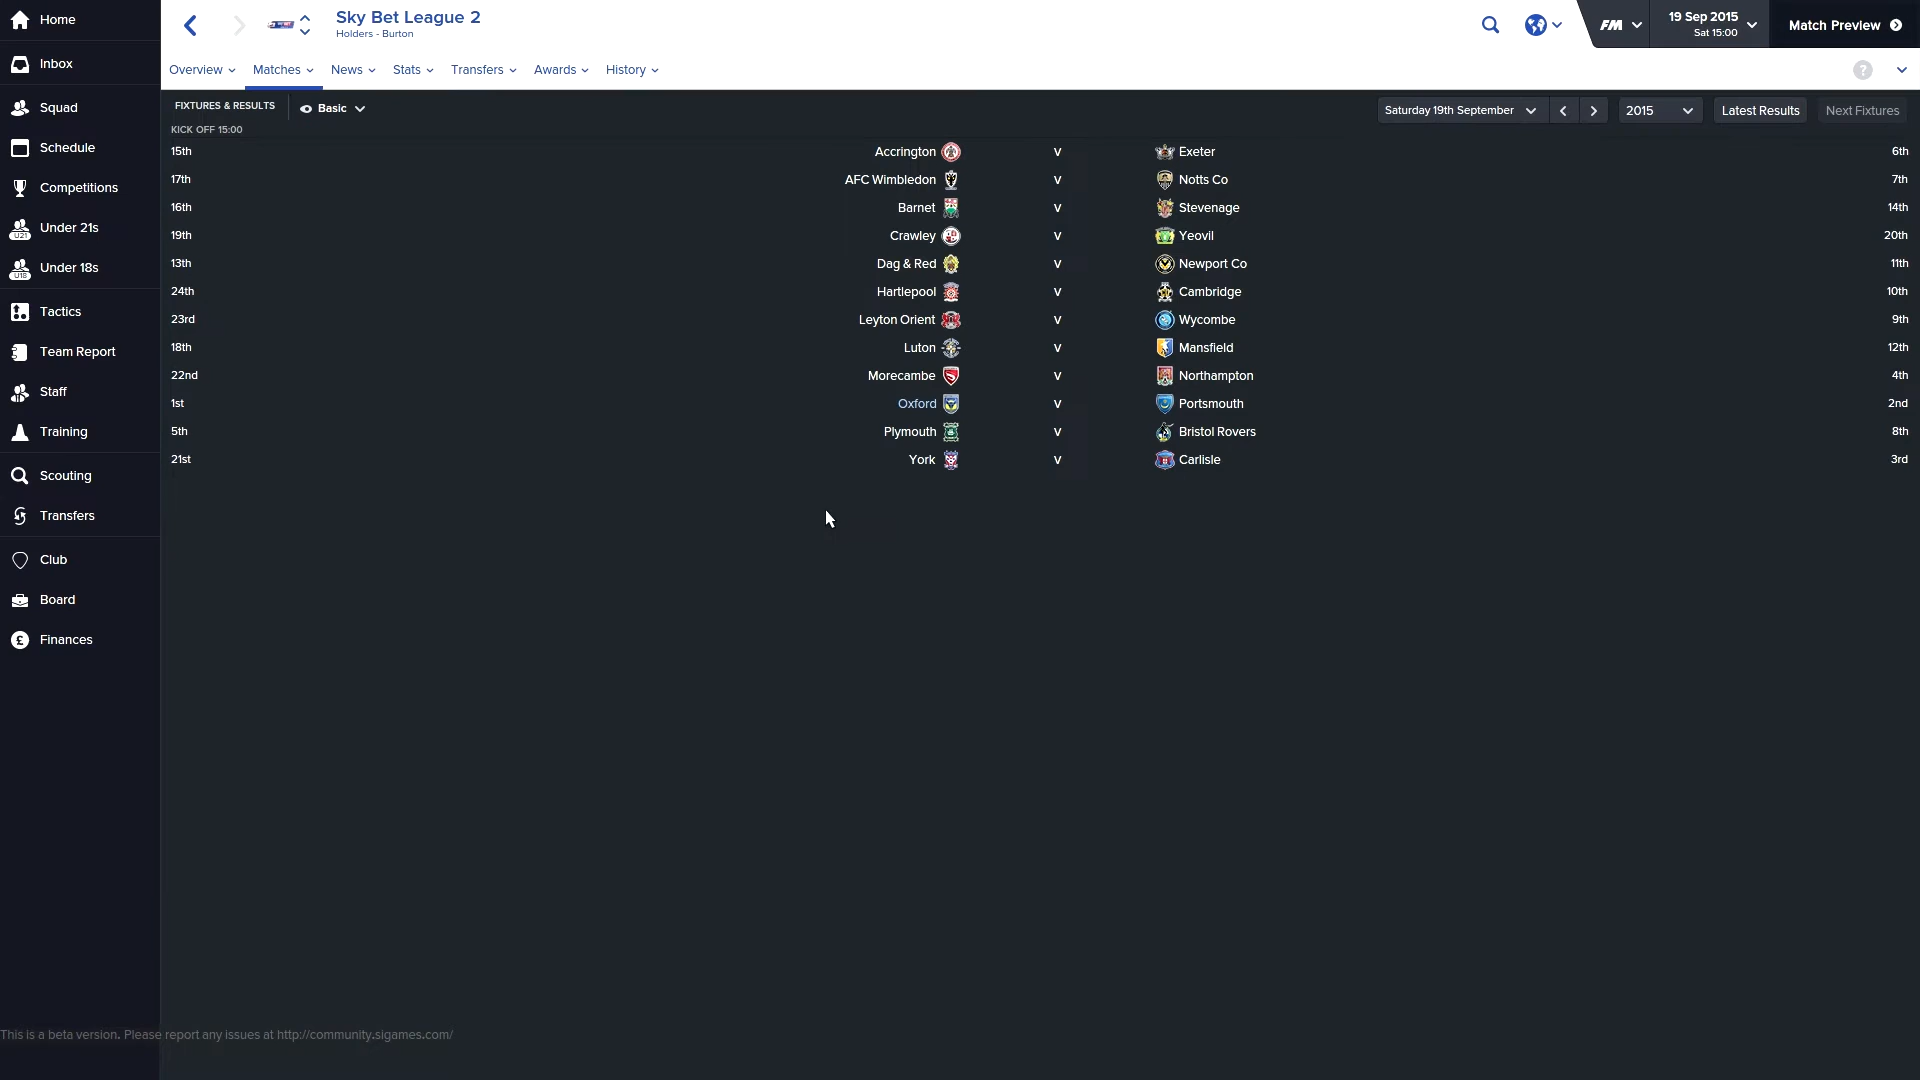 Home
Inbox
Squad
Schedule
Competitions
Under 21s
Under 18s
Tactics
Team Report
Staff
Training
Scouting
Transfers
Club
Board
Finances
Sky Bet League 2
Holders - Burton
FM
19 Sep 2015
Sat 15:00
Match Preview
Overview Matches News Stats Transfers Awards History ?
FIXTURES & RESULTS Basic Saturday 19th September 2015 Latest Results Next Fixtures
KICK OFF 15:00
15th Accrington v Exeter 6th
17th AFC Wimbledon v Notts Co 7th
16th Barnet v Stevenage 14th
19th Crawley v Yeovil 20th
13th Dag & Red v Newport Co 11th
24th Hartlepool v Cambridge 10th
23rd Leyton Orient v Wycombe 9th
18th Luton v Mansfield 12th
22nd Morecambe v Northampton 4th
1st Oxford v Portsmouth 2nd
5th Plymouth v Bristol Rovers 8th
21st York v Carlisle 3rd
This is a beta version. Please report any issues at http://community.sigames.com/